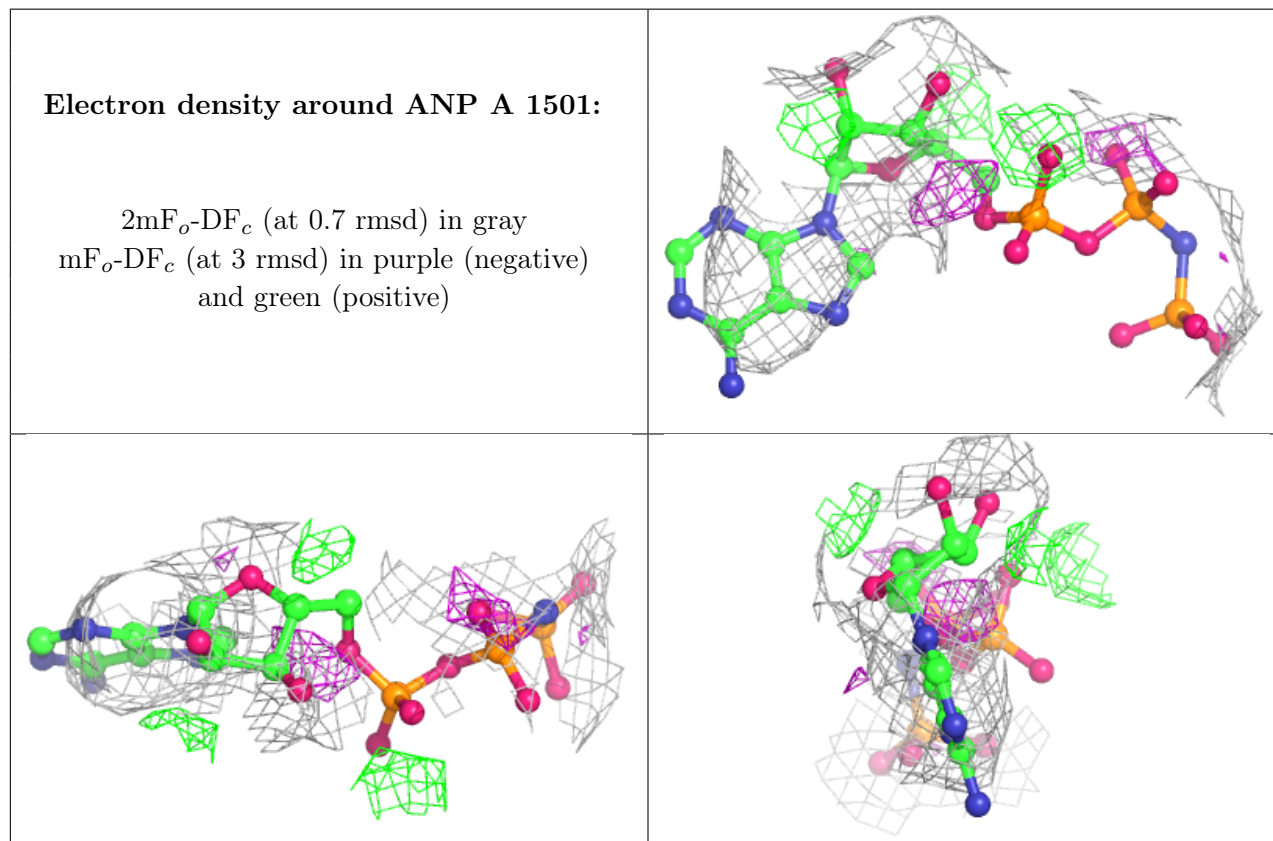 Electron density around ANP A 1501:
2mFo-DFc (at 0.7 rmsd) in gray
mFo-DFc (at 3 rmsd) in purple (negative)
and green (positive)